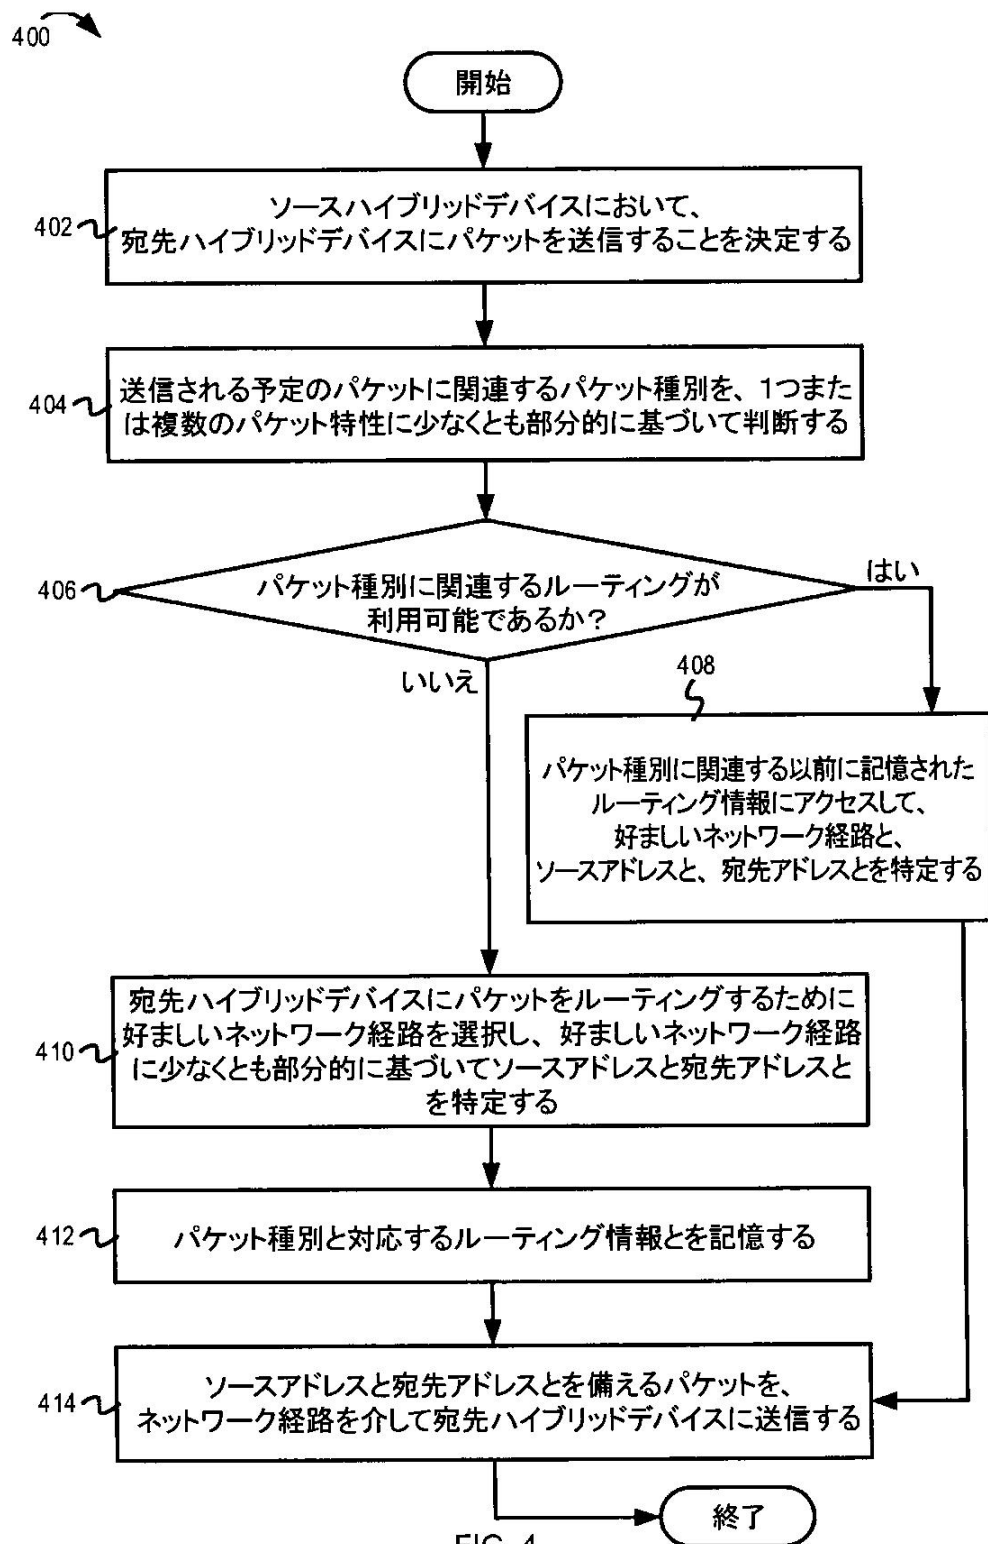 400
開始
402
ソースハイブリッドデバイスにおいて、
宛先ハイブリッドデバイスにパケットを送信することを決定する
404
送信される予定のパケットに関連するパケット種別を、1つまた
は複数のパケット特性に少なくとも部分的に基づいて判断する
406
パケット種別に関連するルーティングが
利用可能であるか?
はい
いいえ
408
パケット種別に関連する以前に記憶された
ルーティング情報にアクセスして、
好ましいネットワーク経路と、
ソースアドレスと、宛先アドレスとを特定する
410
宛先ハイブリッドデバイスにパケットをルーティングするために
好ましいネットワーク経路を選択し、好ましいネットワーク経路
に少なくとも部分的に基づいてソースアドレスと宛先アドレスと
を特定する
412
パケット種別と対応するルーティング情報とを記憶する
414
ソースアドレスと宛先アドレスとを備えるパケットを、
ネットワーク経路を介して宛先ハイブリッドデバイスに送信する
終了
FIG. 4